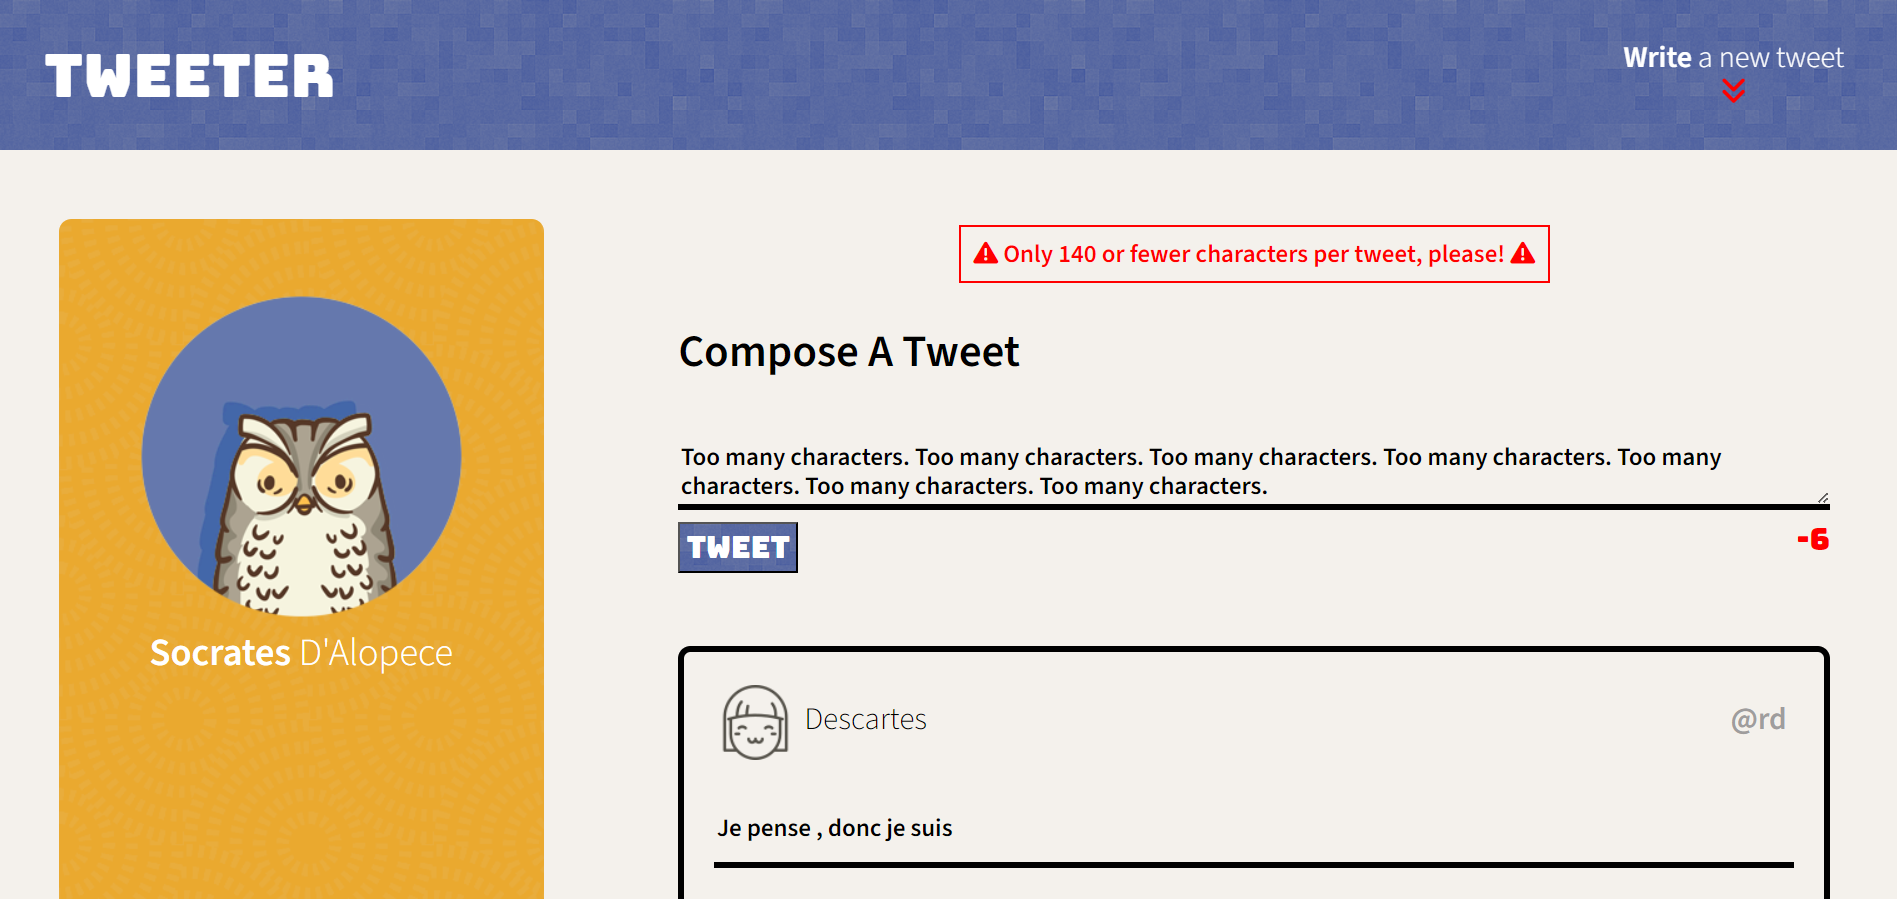 TWEETER
Write a new tweet
Only 140 or fewer characters per tweet, please!
Compose A Tweet
Too many characters. Too many characters. Too many characters. Too many characters. Too many
characters. Too many characters. Too many characters.
TWEET
-6
Socrates D'Alopece
Descartes
@rd
Je pense , donc je suis